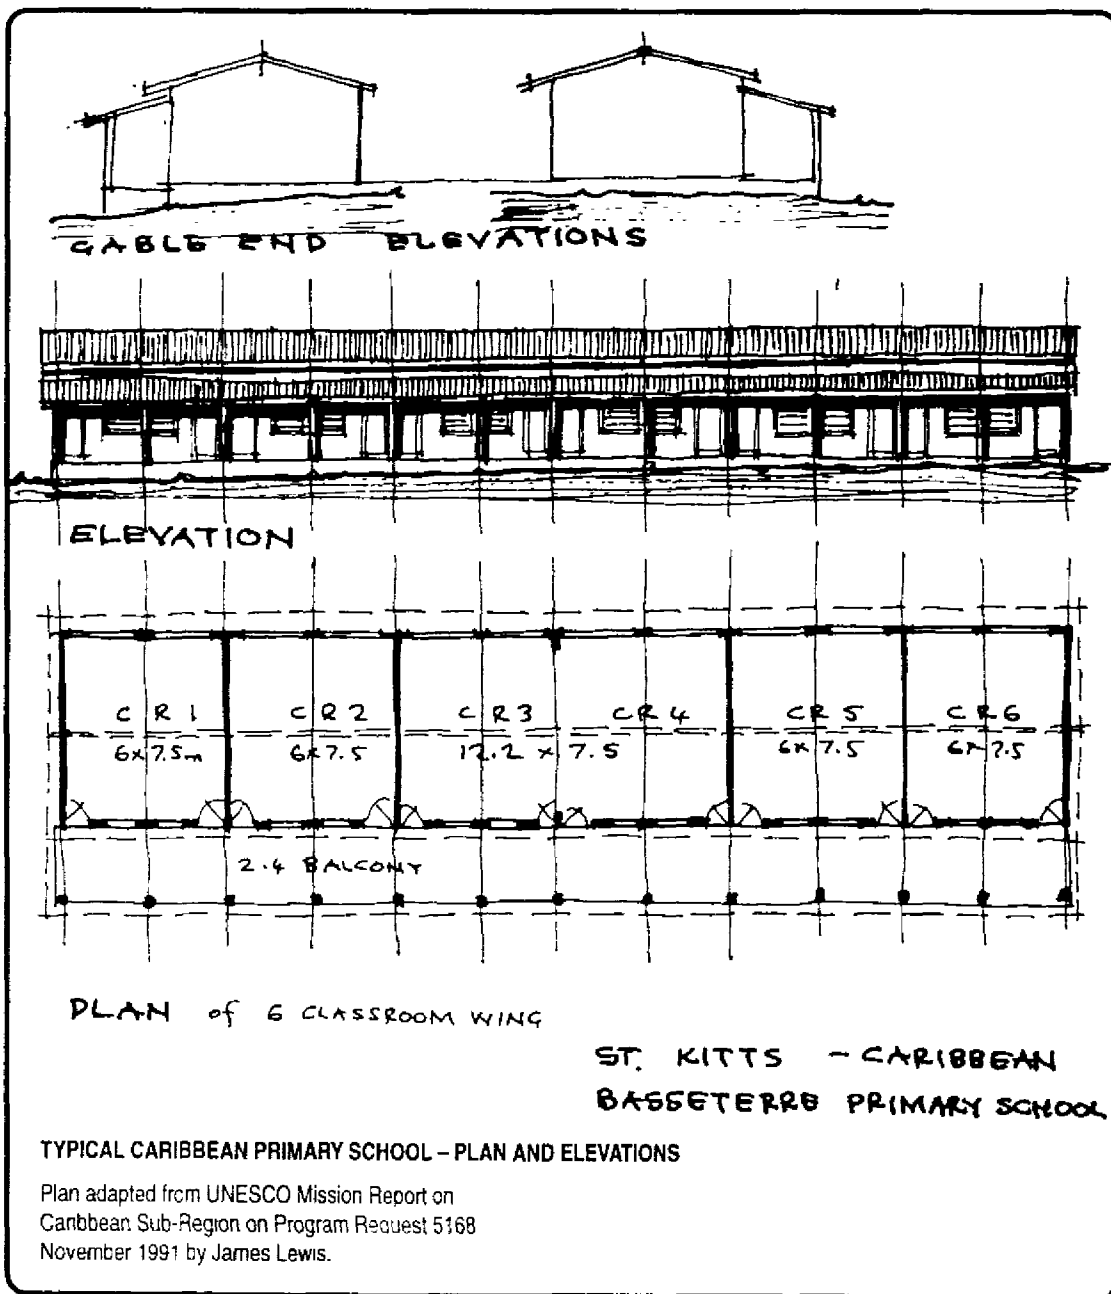 GABLE END ELEVATIONS
ELEVATION
CR1 CR2 CR3 CR4 CR5 CR6
6x7.5m 6x7.5 12.2 x 7.5 6x7.5 6x7.5
2.4 BALCONY
PLAN of 6 CLASSROOM WING
ST. KITTS - CARIBBEAN
BASSETERRE PRIMARY SCHOOL
TYPICAL CARIBBEAN PRIMARY SCHOOL – PLAN AND ELEVATIONS
Plan adapted from UNESCO Mission Report on
Caribbean Sub-Region on Program Request 5168
November 1991 by James Lewis.